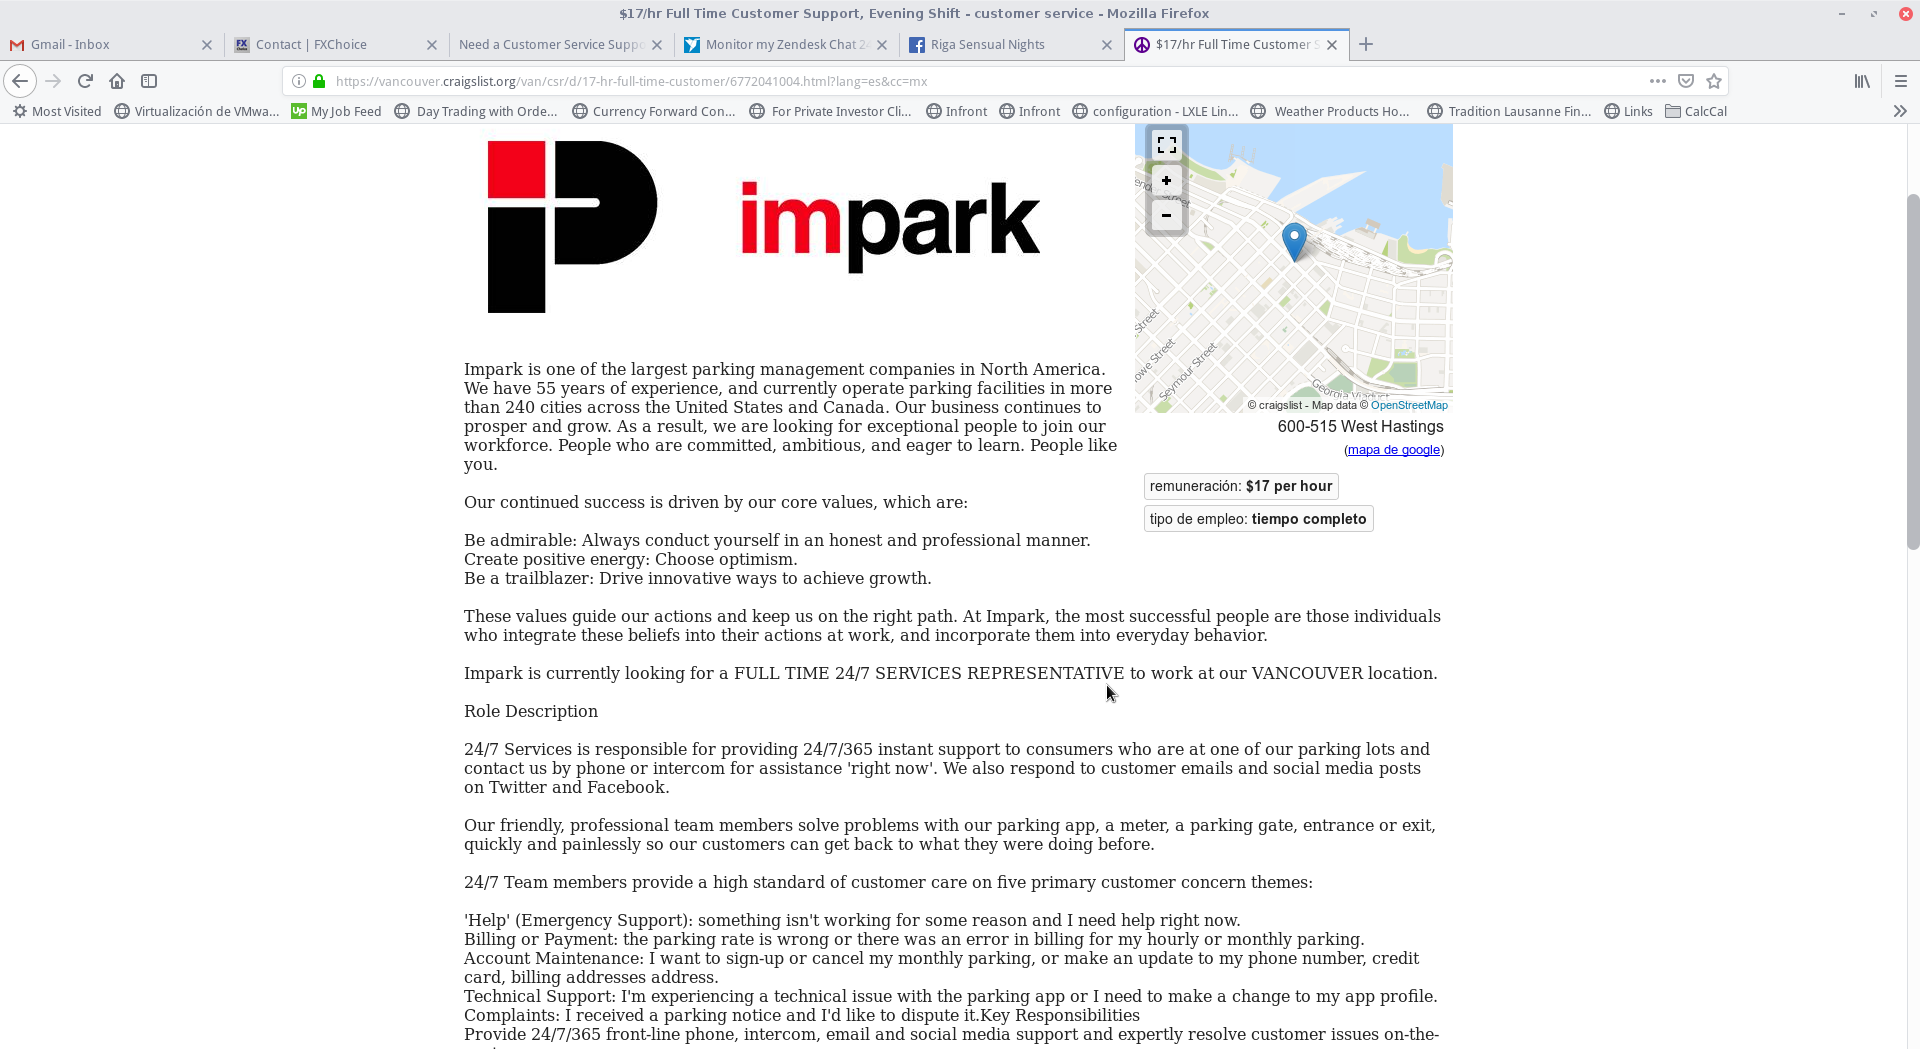 $17/hr Full Time Customer Support, Evening Shift - customer service - Mozilla Firefox
Gmail - Inbox
Contact | FXChoice
Need a Customer Service Suppo
Monitor my Zendesk Chat 24
Riga Sensual Nights
$17/hr Full Time Customer S
https://vancouver.craigslist.org/van/csr/d/17-hr-full-time-customer/6772041004.html?lang=es&cc=mx
Most Visited
Virtualización de VMwa...
Up My Job Feed
Day Trading with Orde...
Currency Forward Con...
For Private Investor Cli...
Infront
Infront
configuration - LXLE Lin...
Weather Products Ho...
Tradition Lausanne Fin...
Links
CalcCal
impark
Street
Seymour Street
Georgia Viaduct
© craigslist - Map data © OpenStreetMap
600-515 West Hastings
(mapa de google)
remuneración: $17 per hour
tipo de empleo: tiempo completo
Impark is one of the largest parking management companies in North America.
We have 55 years of experience, and currently operate parking facilities in more
than 240 cities across the United States and Canada. Our business continues to
prosper and grow. As a result, we are looking for exceptional people to join our
workforce. People who are committed, ambitious, and eager to learn. People like
you.
Our continued success is driven by our core values, which are:
Be admirable: Always conduct yourself in an honest and professional manner.
Create positive energy: Choose optimism.
Be a trailblazer: Drive innovative ways to achieve growth.
These values guide our actions and keep us on the right path. At Impark, the most successful people are those individuals
who integrate these beliefs into their actions at work, and incorporate them into everyday behavior.
Impark is currently looking for a FULL TIME 24/7 SERVICES REPRESENTATIVE to work at our VANCOUVER location.
Role Description
24/7 Services is responsible for providing 24/7/365 instant support to consumers who are at one of our parking lots and
contact us by phone or intercom for assistance 'right now'. We also respond to customer emails and social media posts
on Twitter and Facebook.
Our friendly, professional team members solve problems with our parking app, a meter, a parking gate, entrance or exit,
quickly and painlessly so our customers can get back to what they were doing before.
24/7 Team members provide a high standard of customer care on five primary customer concern themes:
'Help' (Emergency Support): something isn't working for some reason and I need help right now.
Billing or Payment: the parking rate is wrong or there was an error in billing for my hourly or monthly parking.
Account Maintenance: I want to sign-up or cancel my monthly parking, or make an update to my phone number, credit
card, billing addresses address.
Technical Support: I'm experiencing a technical issue with the parking app or I need to make a change to my app profile.
Complaints: I received a parking notice and I'd like to dispute it.Key Responsibilities
Provide 24/7/365 front-line phone, intercom, email and social media support and expertly resolve customer issues on-the-